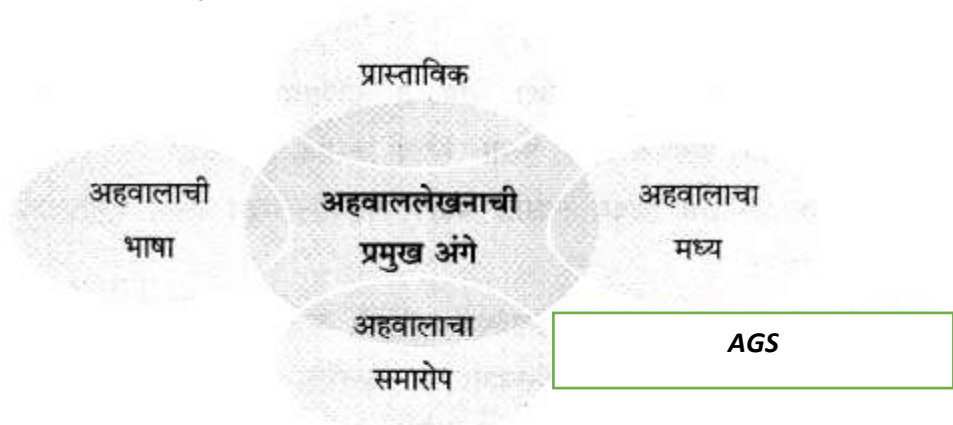 प्रास्ताविक
अहवालाची
भाषा
अहवाललेखनाची
प्रमुख अंगे
अहवालाचा
मध्य
अहवालाचा
समारोप
AGS